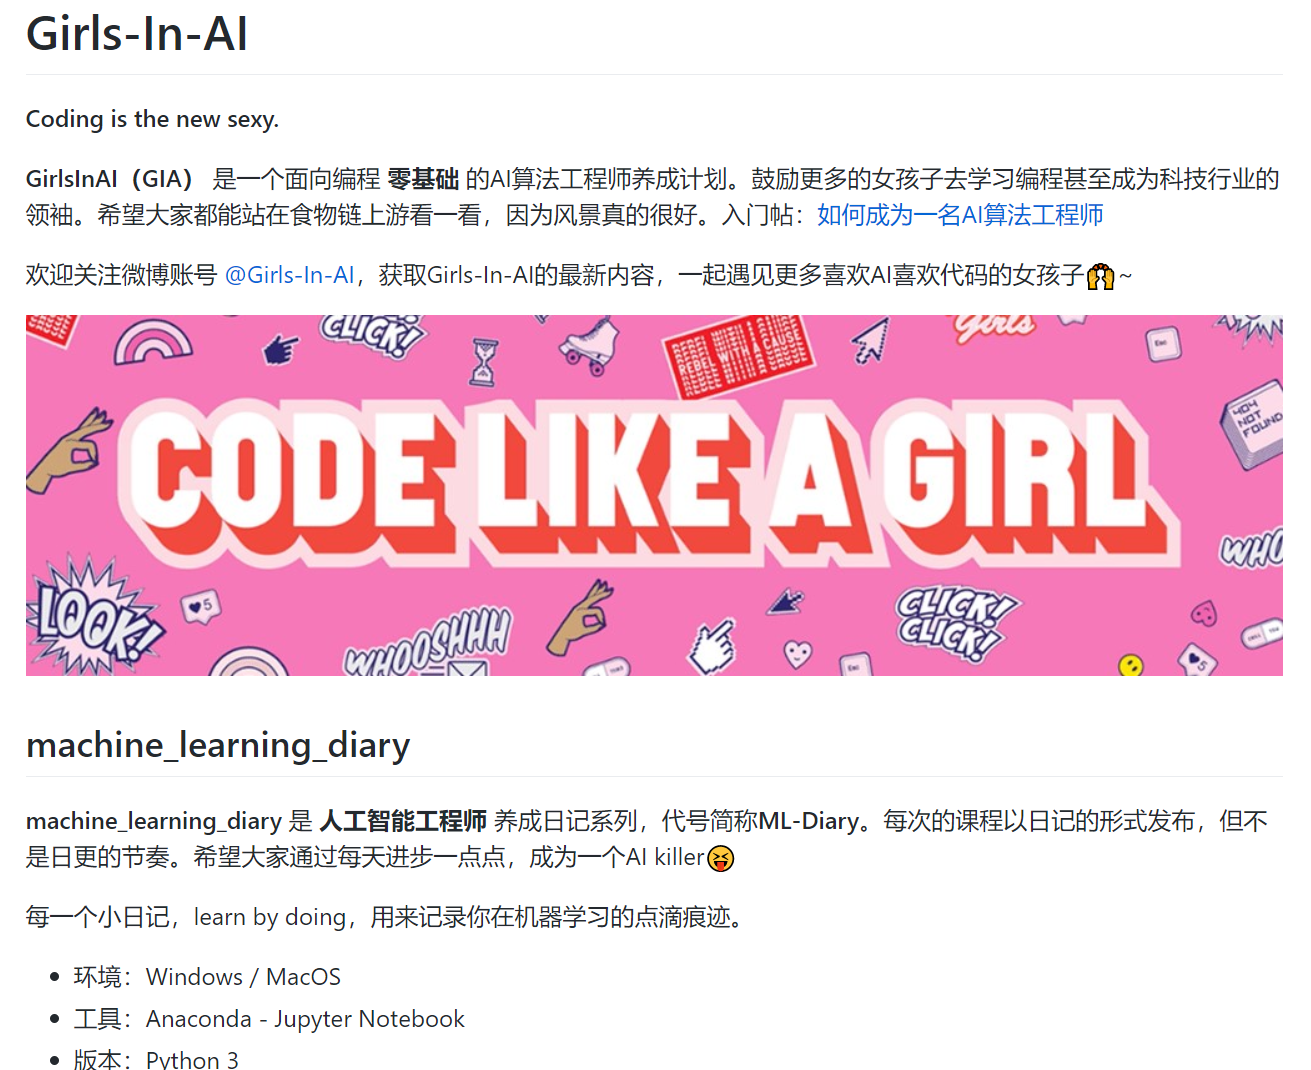 Girls-In-AI
Coding is the new sexy.
GirlsInAI（GIA） 是一个面向编程 零基础 的AI算法工程师养成计划。鼓励更多的女孩子去学习编程甚至成为科技行业的
领袖。希望大家都能站在食物链上游看一看，因为风景真的很好。入门帖：如何成为一名AI算法工程师
欢迎关注微博账号 @Girls-In-AI，获取Girls-In-AI的最新内容，一起遇见更多喜欢AI喜欢代码的女孩子🙌~
CAUSE
CLICK!
REBEL WITH A CAUSE
Girls
Esc
404
NOT
FOUND
CODE LIKE A GIRL
LOOK!
5
WHOOSHHH
CLICK!
CLICK!
Esc
WHO
5
machine_learning_diary
machine_learning_diary 是 人工智能工程师 养成日记系列，代号简称ML-Diary。每次的课程以日记的形式发布，但不
是日更的节奏。希望大家通过每天进步一点点，成为一个AI killer😝
每一个小日记，learn by doing，用来记录你在机器学习的点滴痕迹。
• 环境：Windows / MacOS
• 工具：Anaconda - Jupyter Notebook
• 版本：Python 3